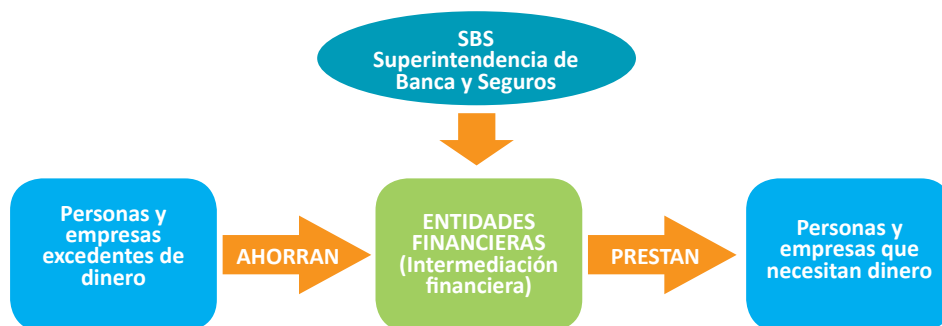 SBS
Superintendencia de
Banca y Seguros
Personas y
empresas
excedentes de
dinero
AHORRAN
ENTIDADES
FINANCIERAS
(Intermediación
financiera)
PRESTAN
Personas y
empresas que
necesitan dinero